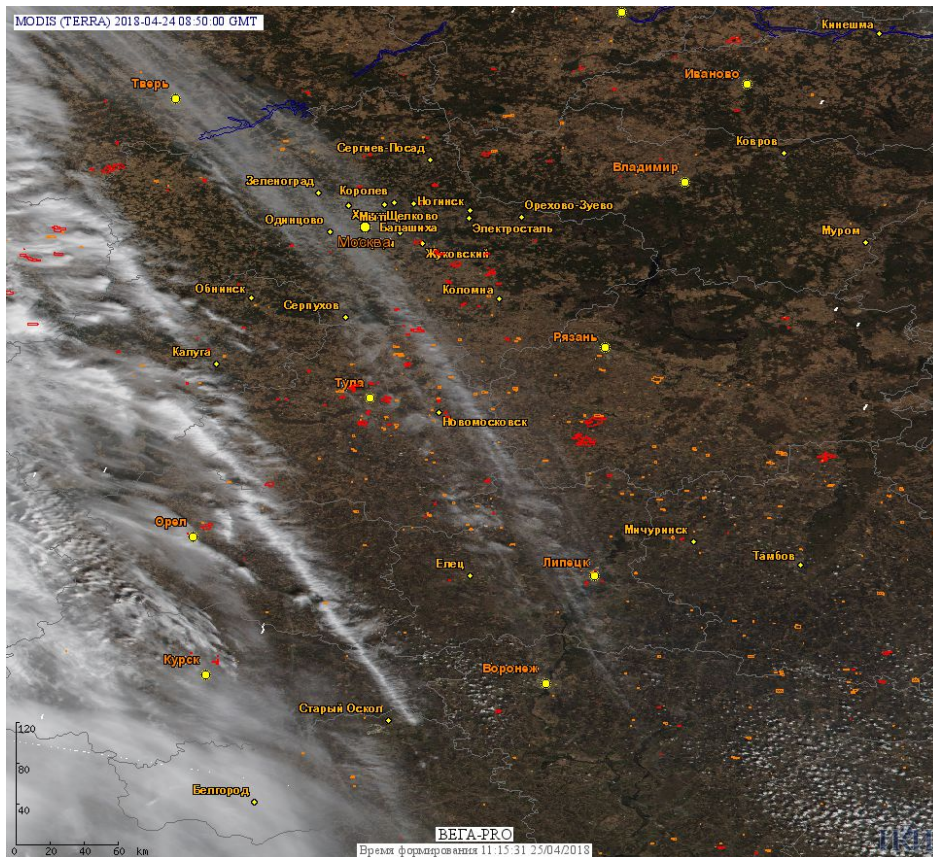 MODIS (TERRA) 2018-04-24 08:50:00 GMT
Кинешма
Тверь
Иваново
Сергиев-Посад
Ковров
Владимир
Зеленоград
Королев
Ногинск
Орехово-Зуево
Одинцово
Щелково
Балашиха
Электросталь
Муром
Москва
Жуковский
Обнинск
Коломна
Серпухов
Рязань
Калуга
Тула
Новомосковск
Орел
Мичуринск
Елец
Липецк
Тамбов
Курск
Воронеж
Старый Оскол
120
80
Белгород
40
ВЕГА-PRO
0 20 40 60 km
Время формирования 11:15:31 25/04/2018